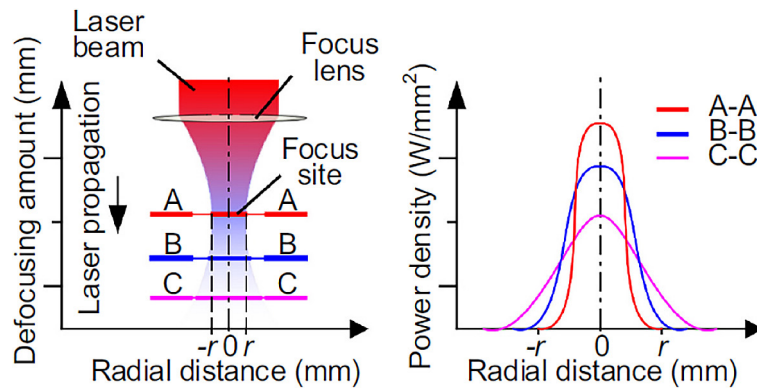 Laser
beam
Focus
lens
Focus
site
Defocusing amount (mm)
Laser propagation
A A
B B
C C
-r 0 r
Radial distance (mm)
Power density (W/mm²)
A-A
B-B
C-C
-r 0 r
Radial distance (mm)